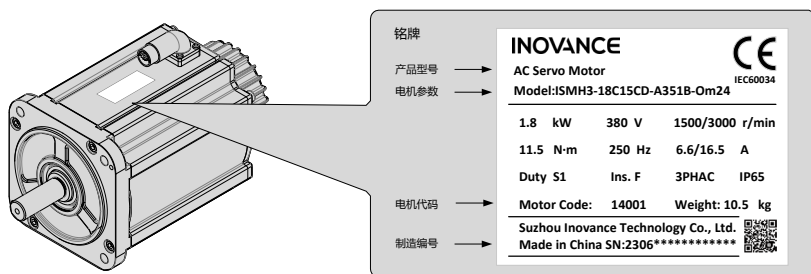 铭牌
产品型号
电机参数
电机代码
制造编号
INOVANCE
CE
IEC60034
AC Servo Motor
Model:ISMH3-18C15CD-A351B-Om24
1.8 kW 380 V 1500/3000 r/min
11.5 N·m 250 Hz 6.6/16.5 A
Duty S1 Ins. F 3PHAC IP65
Motor Code: 14001 Weight: 10.5 kg
Suzhou Inovance Technology Co., Ltd.
Made in China SN:2306************